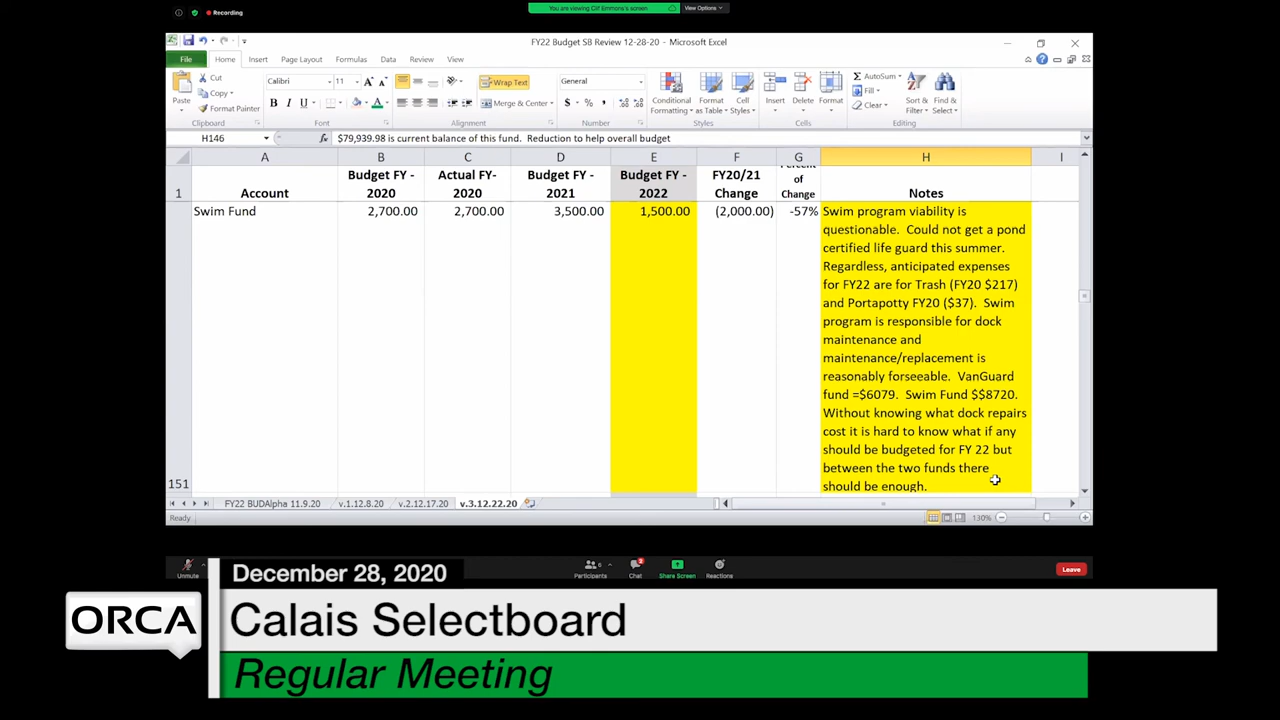 Recording
You are viewing Clif Emmons's screen
View Options
FY22 Budget SB Review 12-28-20 - Microsoft Excel
File
Home
Insert
Page Layout
Formulas
Data
Review
View
Paste
Cut
Copy
Format Painter
Clipboard
Calibri
11
B I U
Font
Wrap Text
Merge & Center
Alignment
General
$ % ,
Number
Conditional Formatting
Format as Table
Cell Styles
Styles
Insert
Delete
Format
Cells
AutoSum
Fill
Clear
Sort & Filter
Find & Select
Editing
H146
fx
$79,939.98 is current balance of this fund. Reduction to help overall budget
A B C D E F G H I
1
Account
Budget FY - 2020
Actual FY- 2020
Budget FY - 2021
Budget FY - 2022
FY20/21 Change
of Change
Notes
Swim Fund 2,700.00 2,700.00 3,500.00 1,500.00 (2,000.00) -57%
Swim program viability is
questionable. Could not get a pond
certified life guard this summer.
Regardless, anticipated expenses
for FY22 are for Trash (FY20 $217)
and Portapotty FY20 ($37). Swim
program is responsible for dock
maintenance and
maintenance/replacement is
reasonably forseeable. VanGuard
fund =$6079. Swim Fund $$8720.
Without knowing what dock repairs
cost it is hard to know what if any
should be budgeted for FY 22 but
between the two funds there
should be enough.
151
FY22 BUDAlpha 11.9.20
v.1.12.8.20
v.2.12.17.20
v.3.12.22.20
Ready
130%
Unmute
Participants
Chat
Share Screen
Reactions
Leave
December 28, 2020
ORCA
Calais Selectboard
Regular Meeting